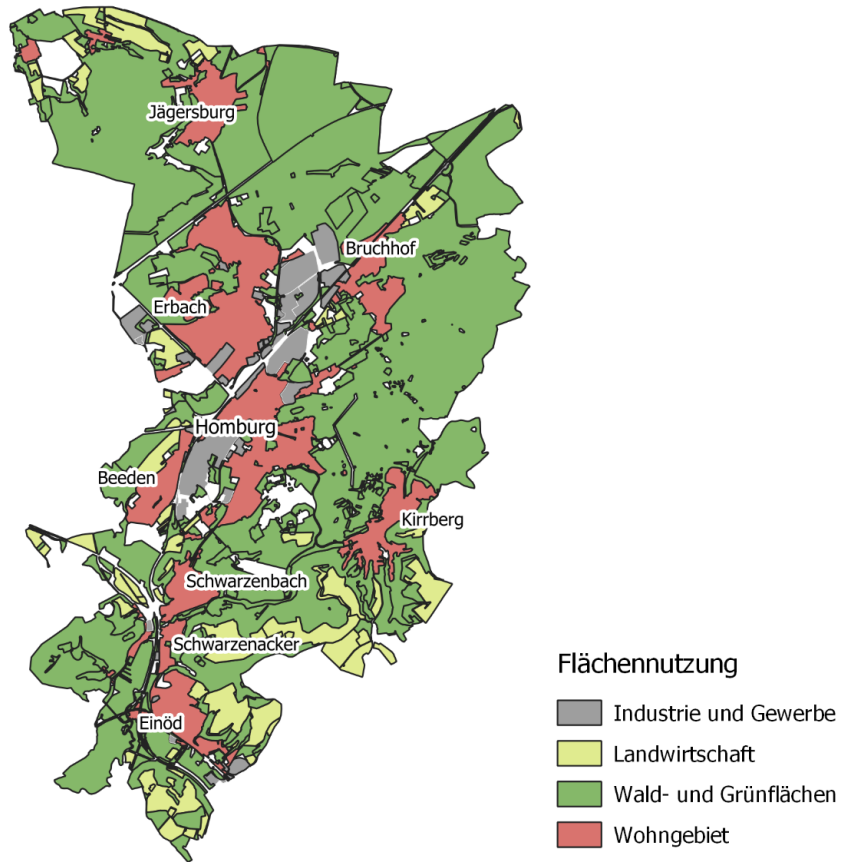 Jägersburg
Bruchhof
Erbach
Homburg
Beeden
Kirrberg
Schwarzenbach
Schwarzenacker
Einöd
Flächennutzung
Industrie und Gewerbe
Landwirtschaft
Wald- und Grünflächen
Wohngebiet